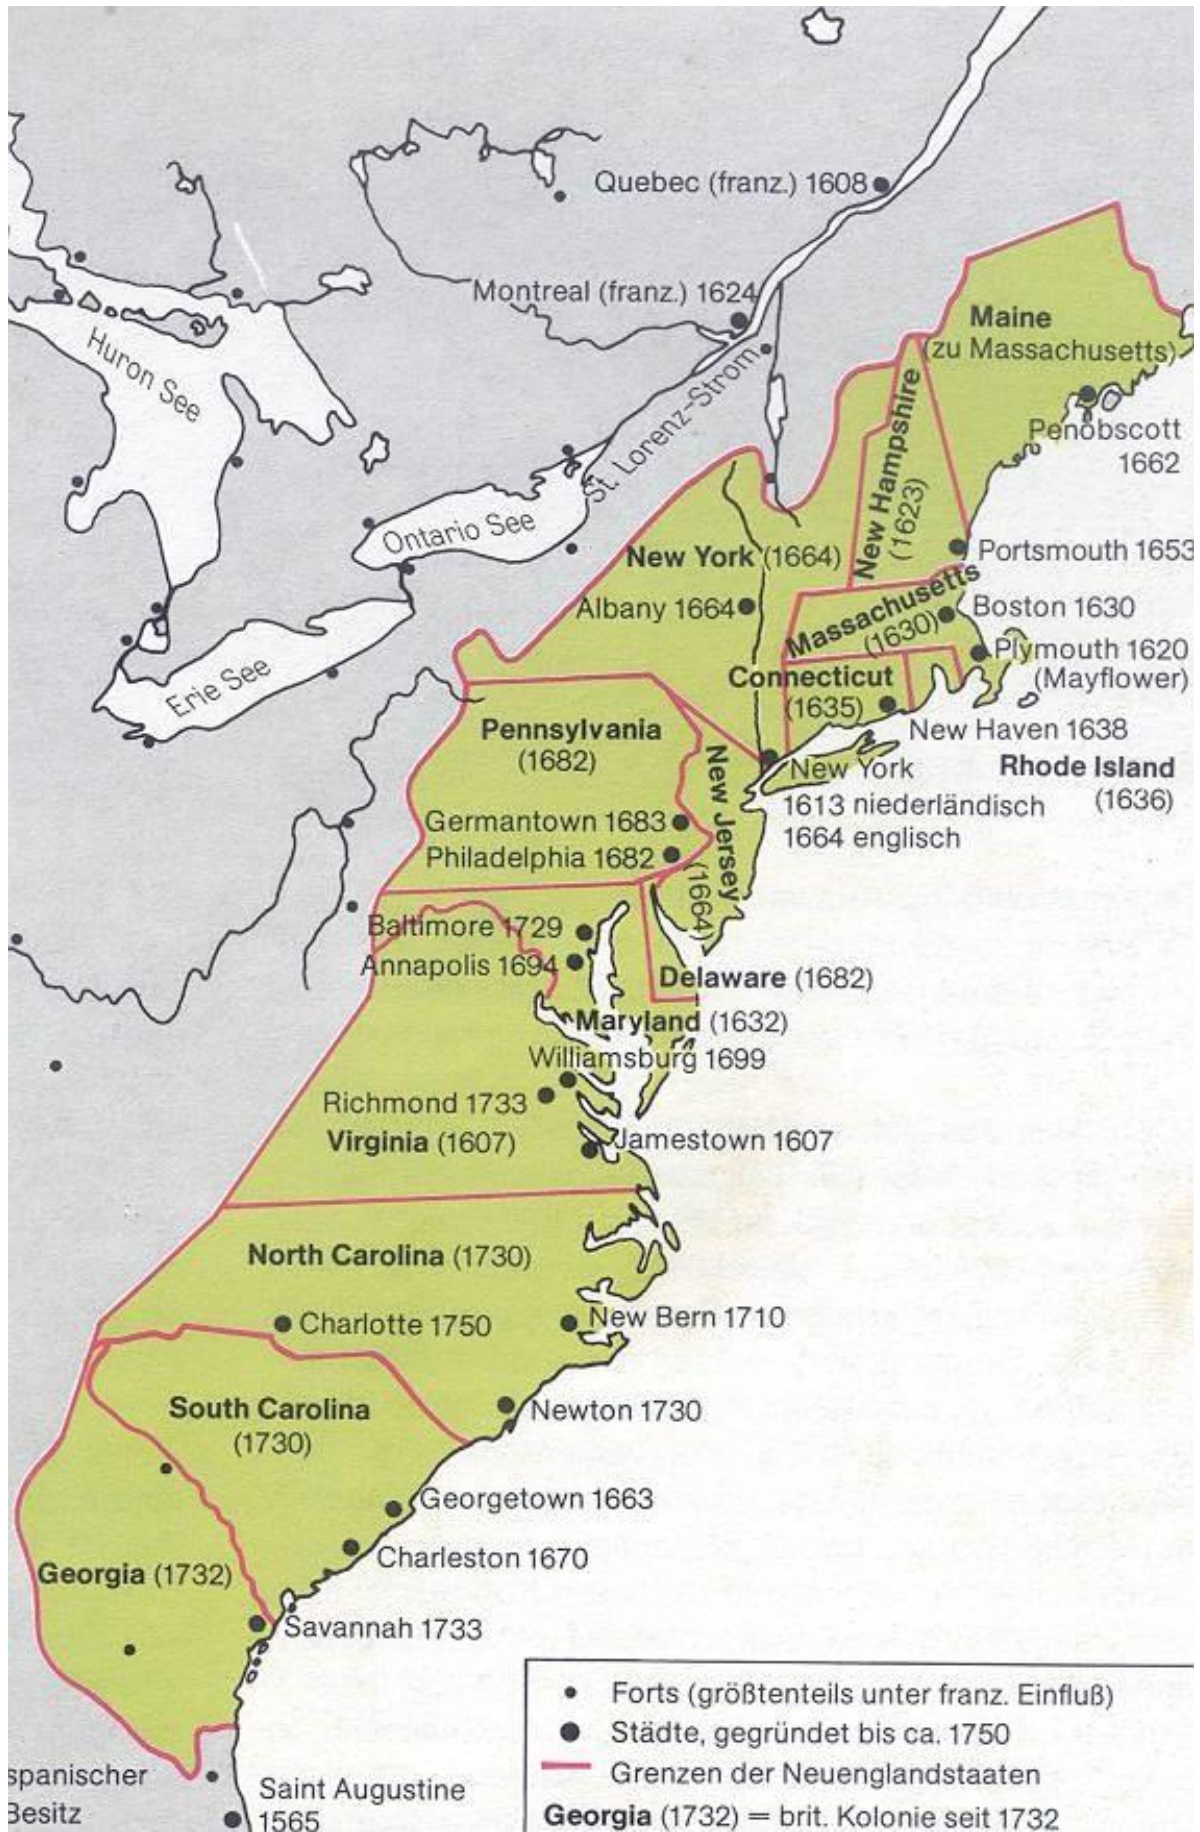 Quebec (franz.) 1608
Montreal (franz.) 1624
Huron See
Maine
(zu Massachusetts)
St. Lorenz-Strom
New Hampshire
(1623)
Penobscott
1662
Ontario See
New York (1664)
Portsmouth 1653
Albany 1664
Massachusetts
(1630)
Boston 1630
Plymouth 1620
(Mayflower)
Erie See
Connecticut
(1635)
Pennsylvania
(1682)
New Haven 1638
New Jersey
(1664)
New York
1613 niederländisch
1664 englisch
Rhode Island
(1636)
Germantown 1683
Philadelphia 1682
Baltimore 1729
Annapolis 1694
Delaware (1682)
Maryland (1632)
Williamsburg 1699
Richmond 1733
Virginia (1607)
Jamestown 1607
North Carolina (1730)
Charlotte 1750
New Bern 1710
South Carolina
(1730)
Newton 1730
Georgetown 1663
Charleston 1670
Georgia (1732)
Savannah 1733
spanischer
Besitz
Saint Augustine
1565
Forts (größtenteils unter franz. Einfluß)
Städte, gegründet bis ca. 1750
Grenzen der Neuenglandstaaten
Georgia (1732) = brit. Kolonie seit 1732